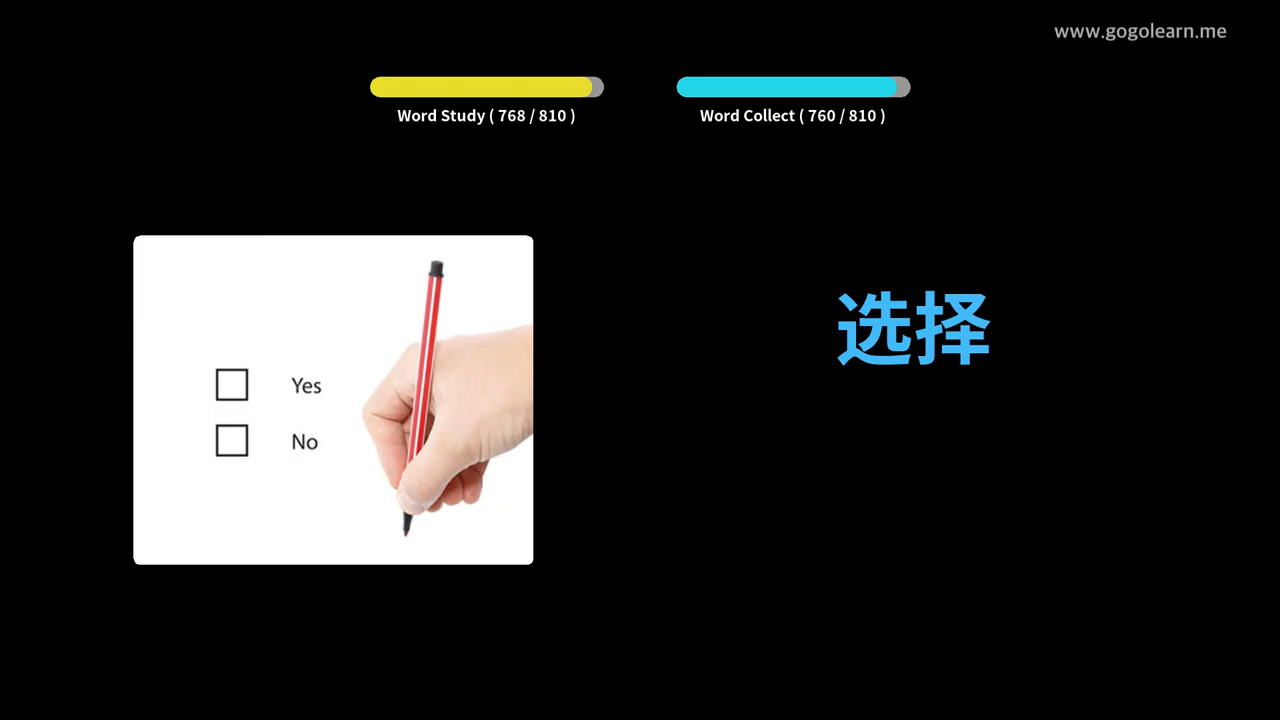 www.gogolearn.me
Word Study ( 768 / 810 )
Word Collect ( 760 / 810 )
Yes
No
选择